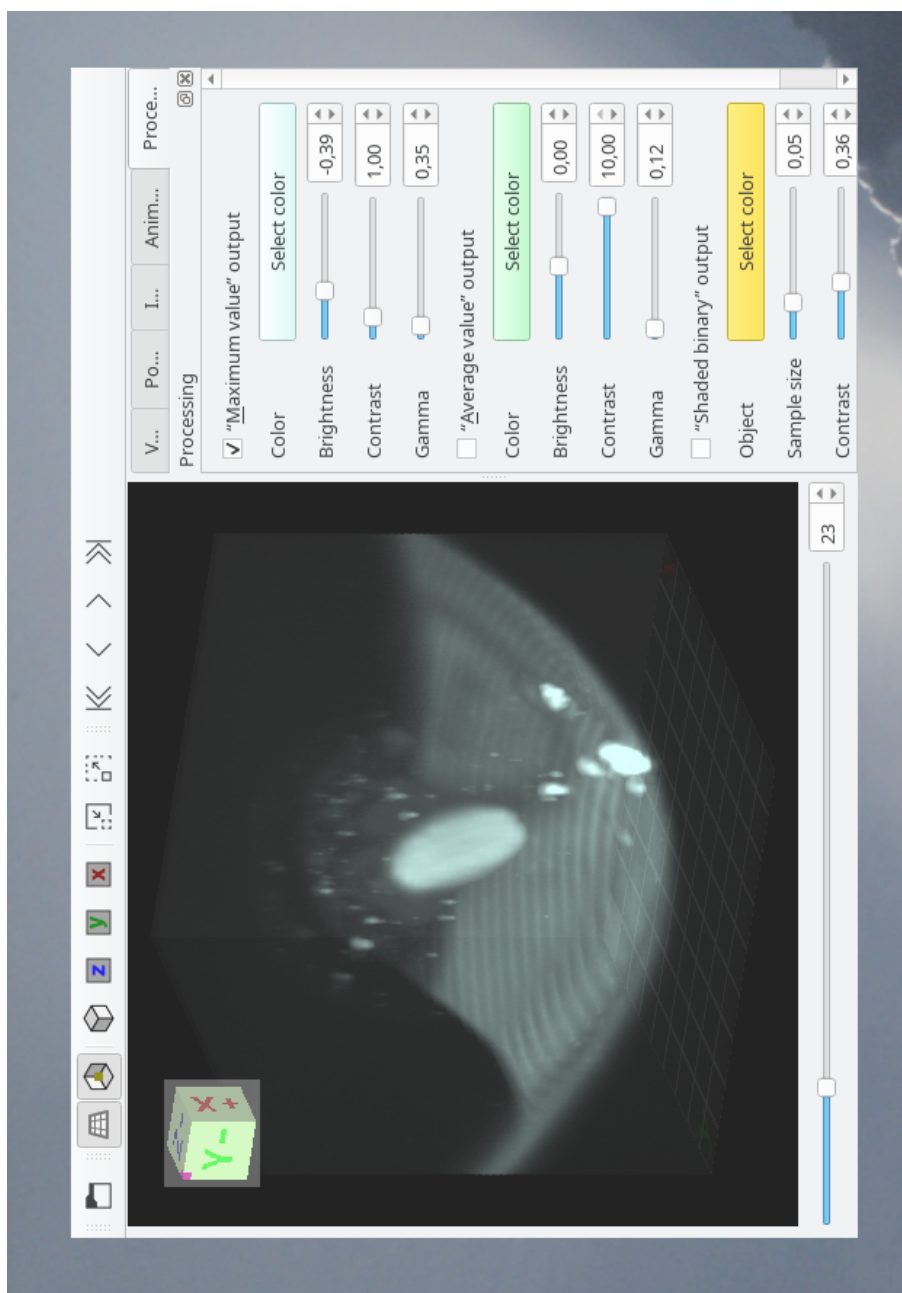 z
y
x
V...
Po...
I...
Anim...
Proce...
Processing
"Maximum value" output
Color
Select color
Brightness
-0,39
Contrast
1,00
Gamma
0,35
"Average value" output
Color
Select color
Brightness
0,00
Contrast
10,00
Gamma
0,12
"Shaded binary" output
Object
Select color
Sample size
0,05
Contrast
0,36
Y-
X+
23